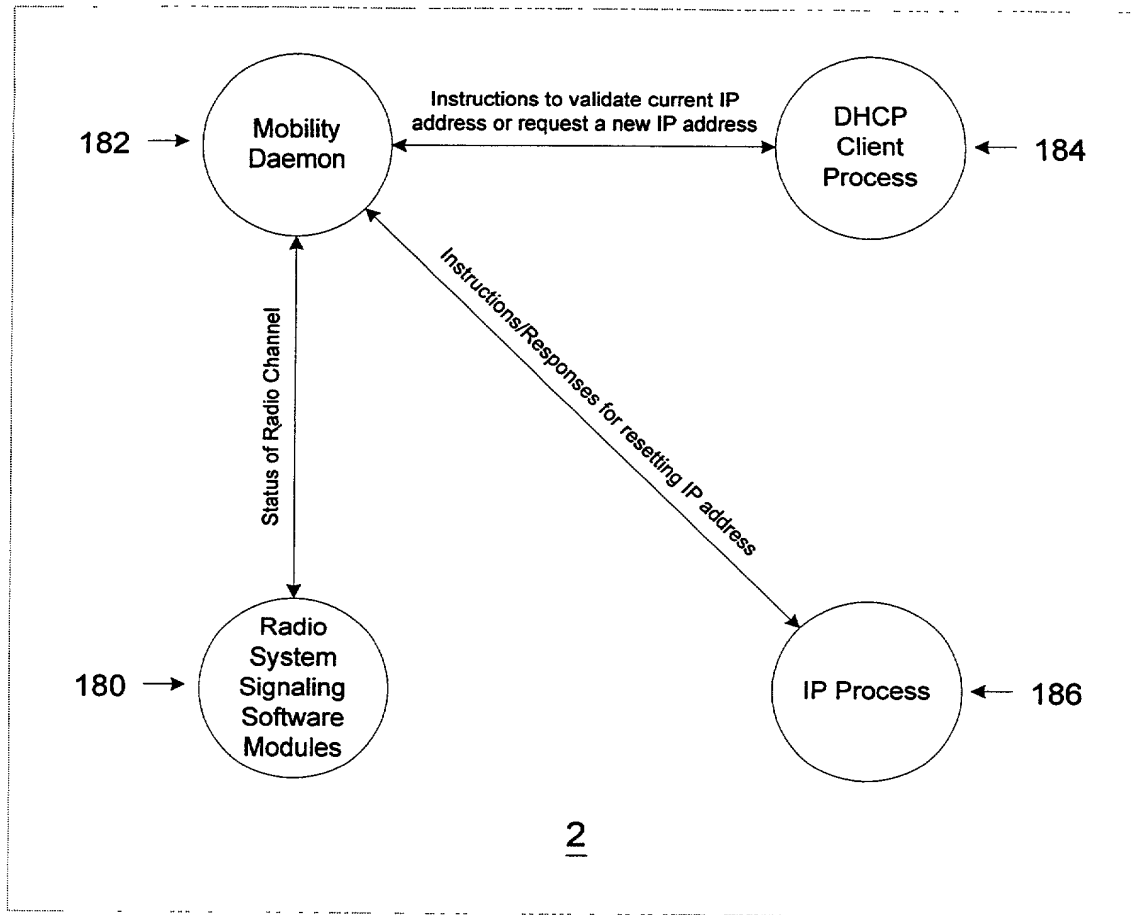 182
Mobility
Daemon
Instructions to validate current IP
address or request a new IP address
DHCP
Client
Process
184
Status of Radio Channel
Instructions/Responses for resetting IP address
180
Radio
System
Signaling
Software
Modules
IP Process
186
2